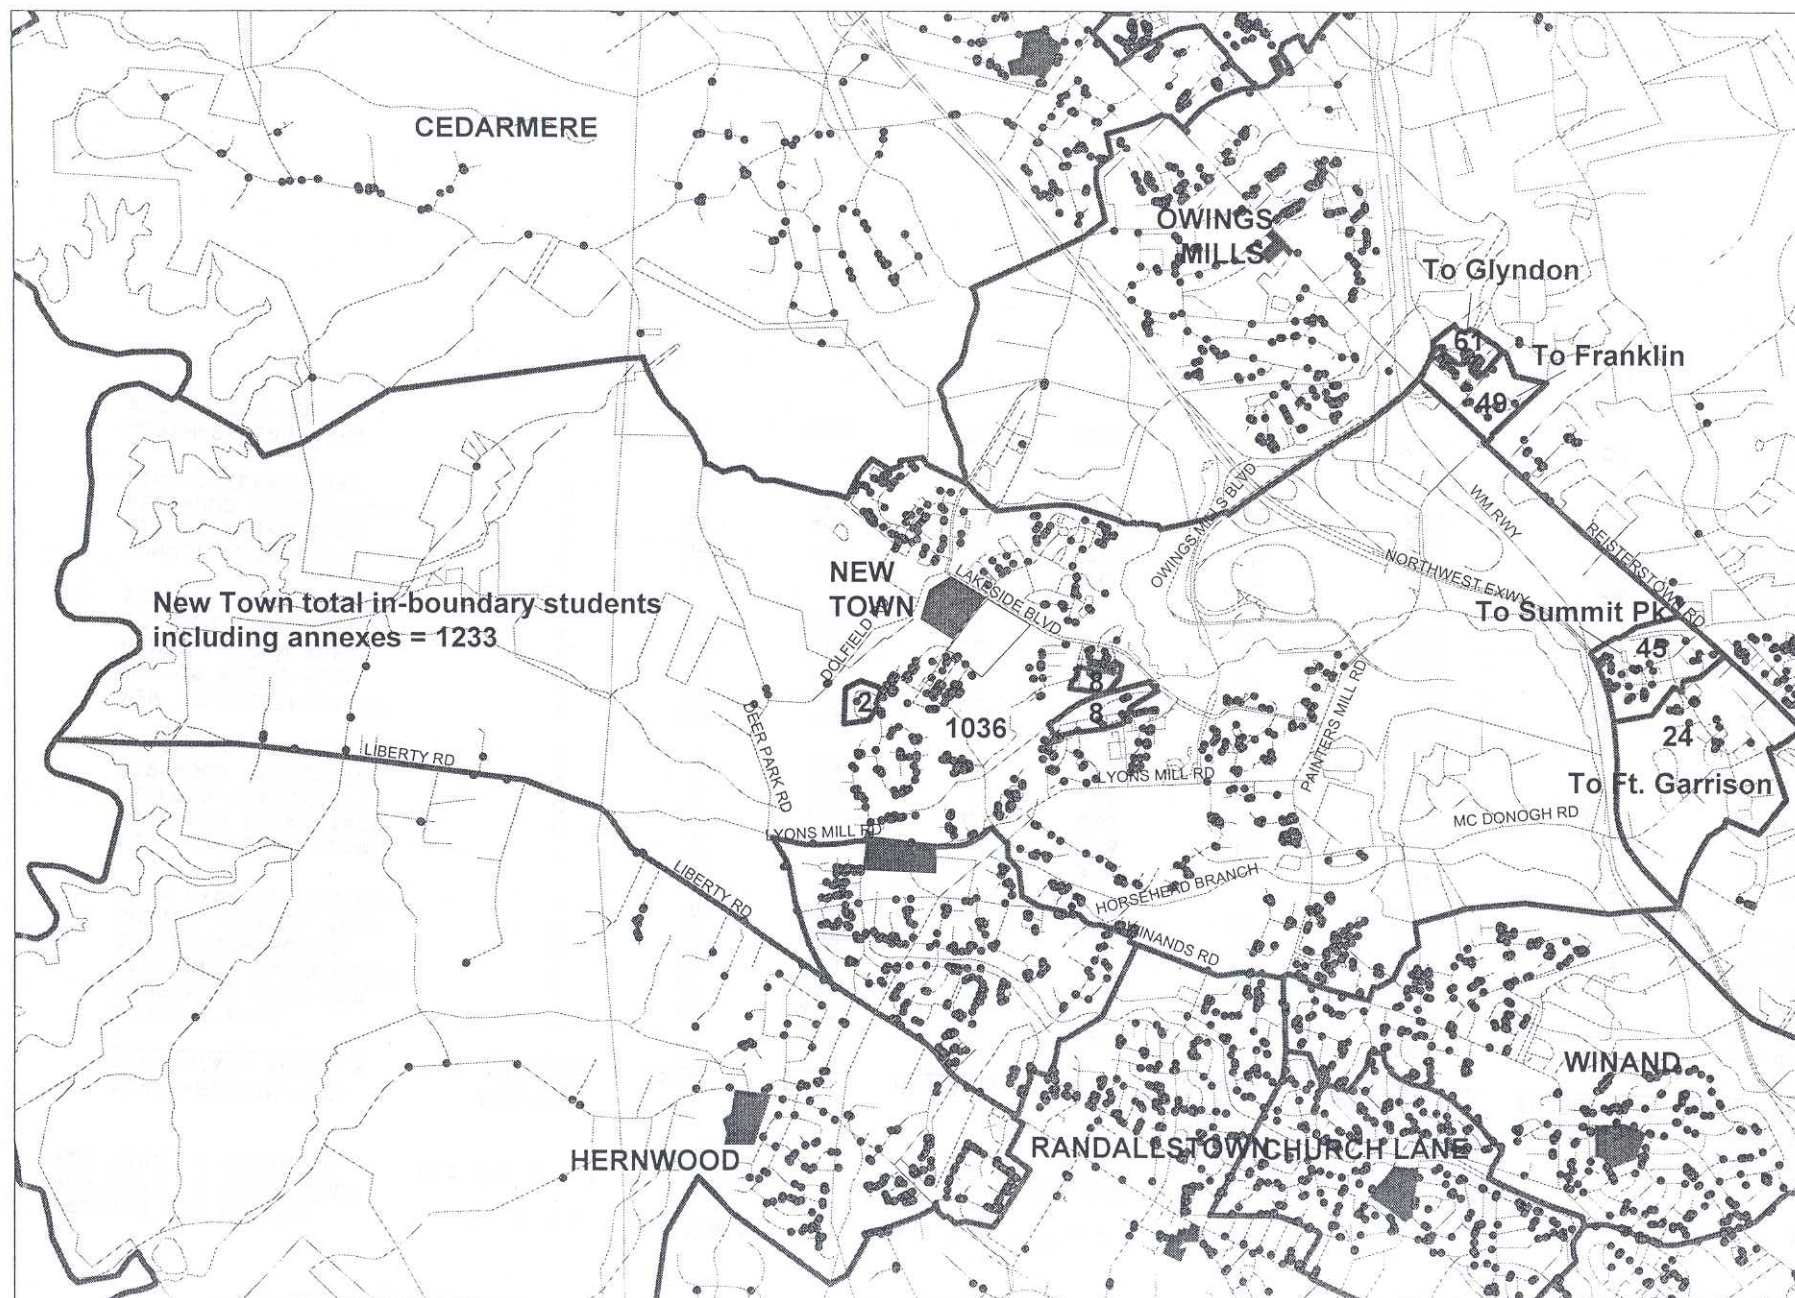 CEDARMERE
OWINGS
MILLS
To Glyndon
61
To Franklin
49
OWINGS MILLS BLVD
WM RWY
REISTERSTOWN RD
NORTHWEST EXWY
NEW
TOWN
LAKESIDE BLVD
DOLFIELD
New Town total in-boundary students
including annexes = 1233
To Summit Pk
45
8
2
8
1036
24
DEER PARK RD
PAINTERS MILL RD
LIBERTY RD
LYONS MILL RD
To Ft. Garrison
MC DONOGH RD
LYONS MILL RD
LIBERTY RD
HORSEHEAD BRANCH
WINANDS RD
WINAND
HERNWOOD
RANDALLSTOWN
CHURCH LANE